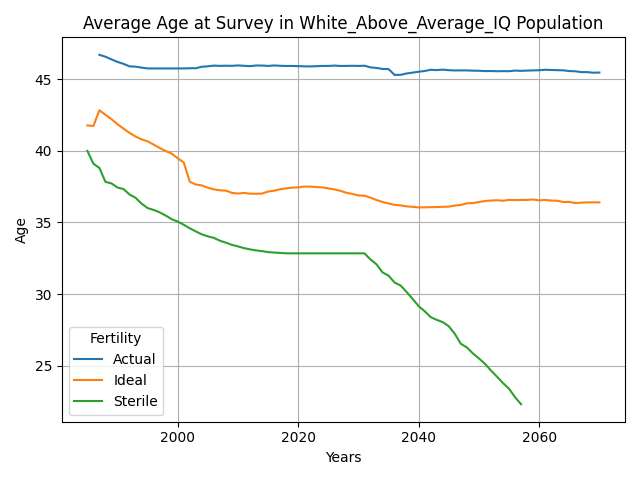 Average Age at Survey in White_Above_Average_IQ Population
Age
45
40
35
30
25
Fertility
Actual
Ideal
Sterile
2000
2020
2040
2060
Years